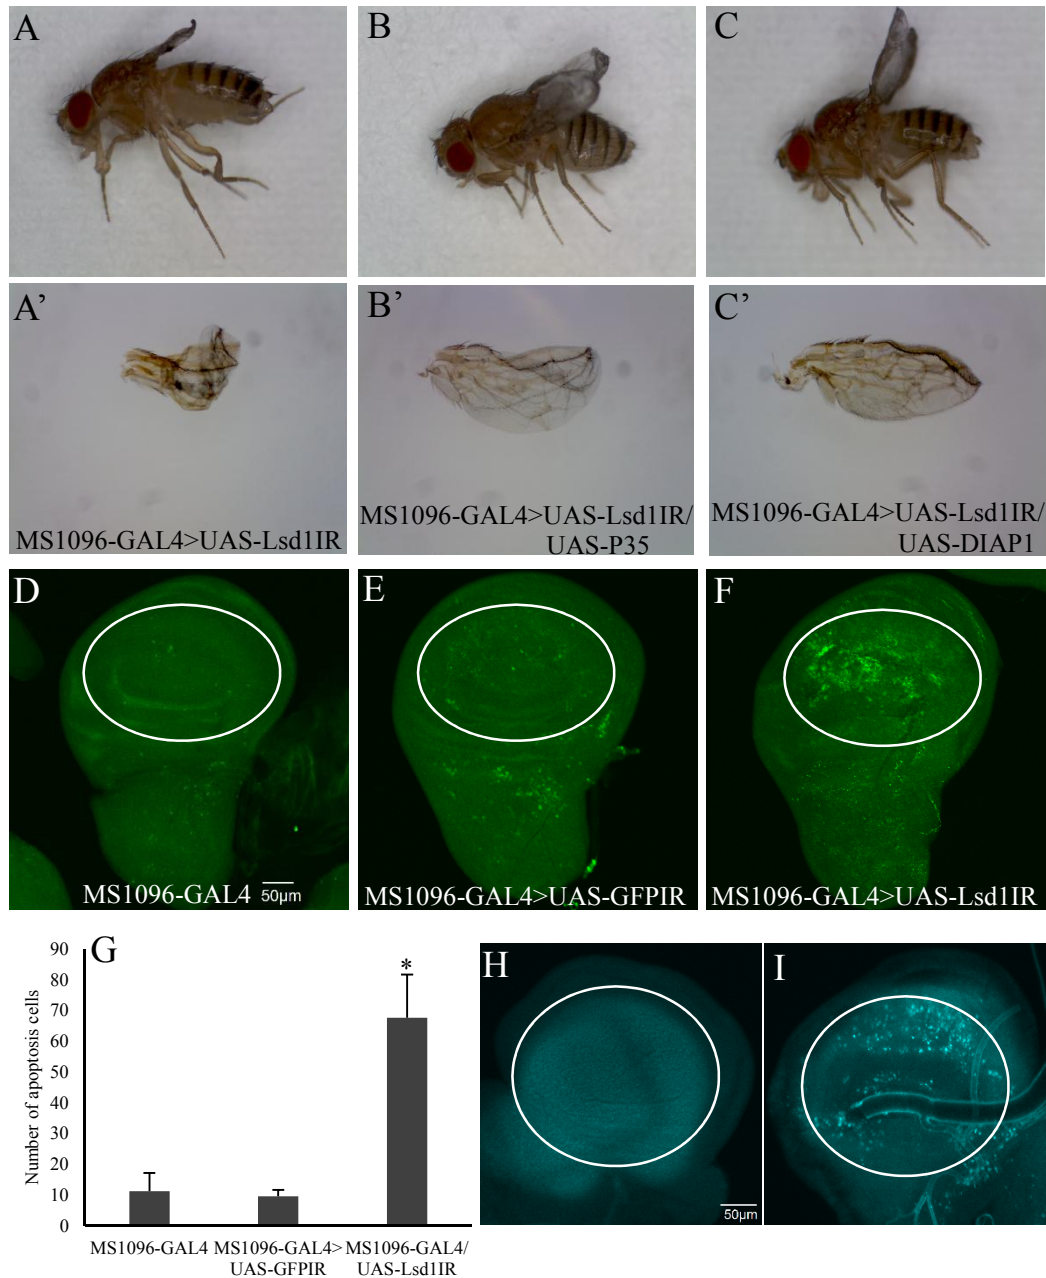 A
B
C
A’
B’
C’
MS1096-GAL4>UAS-Lsd1IR
MS1096-GAL4>UAS-Lsd1IR/
UAS-P35
MS1096-GAL4>UAS-Lsd1IR/
UAS-DIAP1
D
E
F
MS1096-GAL4
50μm
MS1096-GAL4>UAS-GFPIR
MS1096-GAL4>UAS-Lsd1IR
G
Number of apoptosis cells
90
80
70
60
50
40
30
20
10
0
*
MS1096-GAL4
MS1096-GAL4>
UAS-GFPIR
MS1096-GAL4/
UAS-Lsd1IR
H
I
50μm